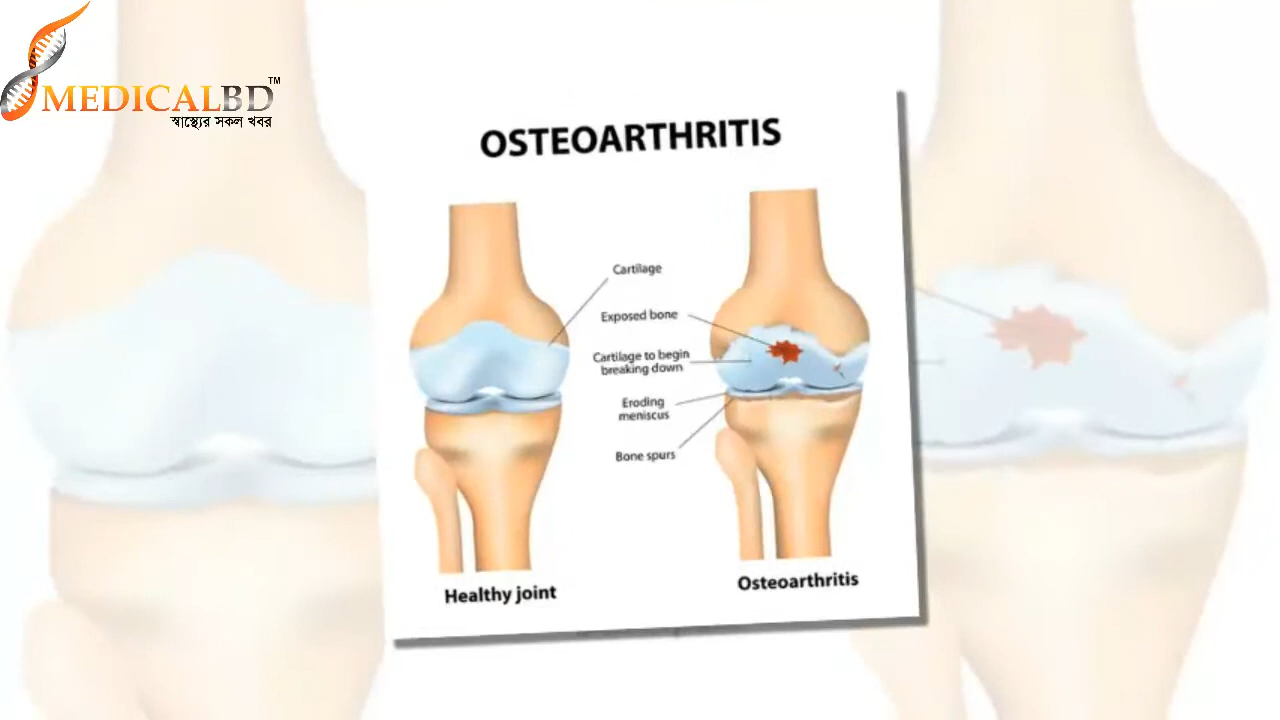 MEDICALBD™
স্বাস্থ্যের সকল খবর
OSTEOARTHRITIS
Cartilage
Exposed bone
Cartilage to begin
breaking down
Eroding
meniscus
Bone spurs
Healthy joint
Osteoarthritis